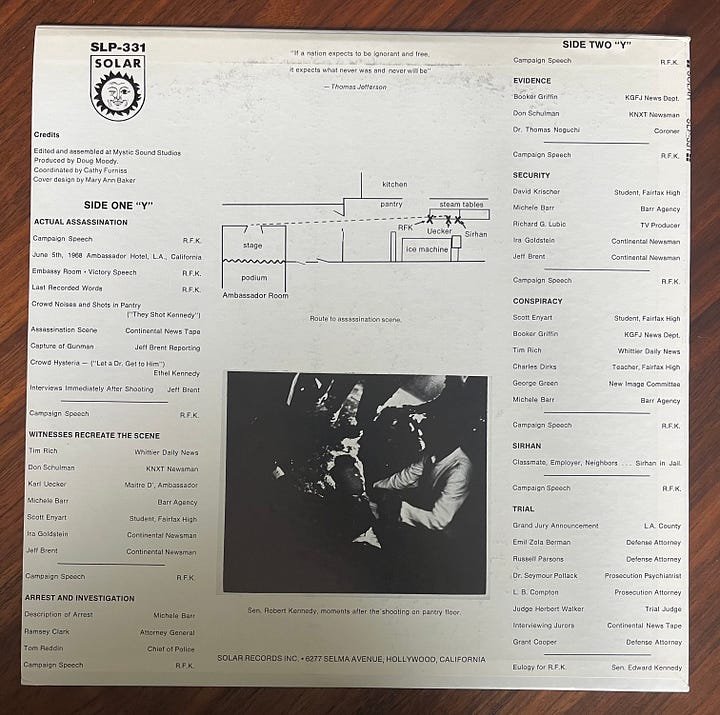 SLP-331
SOLAR
"If a nation expects to be ignorant and free,
it expects what never was and never will be"
— Thomas Jefferson
Credits
Edited and assembled at Mystic Sound Studios
Produced by Doug Moody.
Coordinated by Cathy Furniss
Cover design by Mary Ann Baker
SIDE ONE "Y"
ACTUAL ASSASSINATION
Campaign Speech R.F.K.
June 5th, 1968 Ambassador Hotel, L.A., California
Embassy Room - Victory Speech R.F.K.
Last Recorded Words R.F.K.
Crowd Noises and Shots in Pantry
("They Shot Kennedy")
Assassination Scene Continental News Tape
Capture of Gunman Jeff Brent Reporting
Crowd Hysteria — ("Let a Dr. Get to Him")
Ethel Kennedy
Interviews Immediately After Shooting Jeff Brent
Campaign Speech R.F.K.
WITNESSES RECREATE THE SCENE
Tim Rich Whittier Daily News
Don Schulman KNXT Newsman
Karl Uecker Maitre D', Ambassador
Michele Barr Barr Agency
Scott Enyart Student, Fairfax High
Ira Goldstein Continental Newsman
Jeff Brent Continental Newsman
Campaign Speech R.F.K.
ARREST AND INVESTIGATION
Description of Arrest Michele Barr
Ramsey Clark Attorney General
Tom Reddin Chief of Police
Campaign Speech R.F.K.
kitchen
pantry
steam tables
RFK
Uecker
Sirhan
ice machine
stage
podium
Ambassador Room
Route to assassination scene.
Sen. Robert Kennedy, moments after the shooting on pantry floor.
SOLAR RECORDS INC. • 6277 SELMA AVENUE, HOLLYWOOD, CALIFORNIA
SIDE TWO "Y"
Campaign Speech R.F.K.
EVIDENCE
Booker Griffin KGFJ News Dept.
Don Schulman KNXT Newsman
Dr. Thomas Noguchi Coroner
Campaign Speech R.F.K.
SECURITY
David Krischer Student, Fairfax High
Michele Barr Barr Agency
Richard G. Lubic TV Producer
Ira Goldstein Continental Newsman
Jeff Brent Continental Newsman
Campaign Speech R.F.K.
CONSPIRACY
Scott Enyart Student, Fairfax High
Booker Griffin KGFJ News Dept.
Tim Rich Whittier Daily News
Charles Dirks Teacher, Fairfax High
George Green New Image Committee
Michele Barr Barr Agency
Campaign Speech R.F.K.
SIRHAN
Classmate, Employer, Neighbors . . . Sirhan in Jail.
Campaign Speech R.F.K.
TRIAL
Grand Jury Announcement L.A. County
Emil Zola Berman Defense Attorney
Russell Parsons Defense Attorney
Dr. Seymour Pollack Prosecution Psychiatrist
L. B. Compton Prosecution Attorney
Judge Herbert Walker Trial Judge
Interviewing Jurors Continental News Tape
Grant Cooper Defense Attorney
Eulogy for R.F.K. Sen. Edward Kennedy